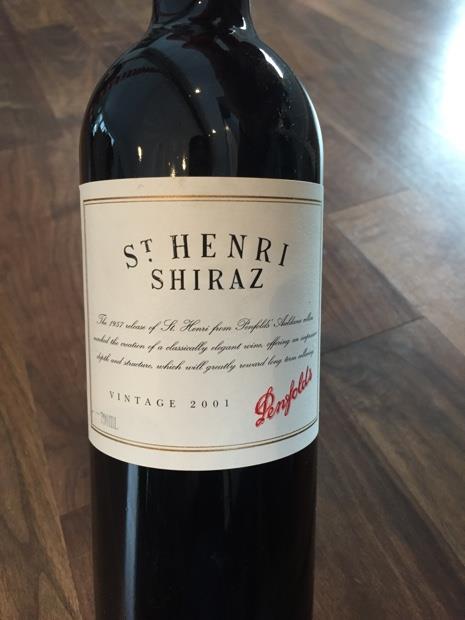 ST. HENRI
SHIRAZ
The 1957 release of St. Henri from Penfolds' Auldana cellars
marked the creation of a classically elegant wine, offering an
depth and structure, which will greatly reward long term cellaring.
VINTAGE 2001
Penfolds
750ML